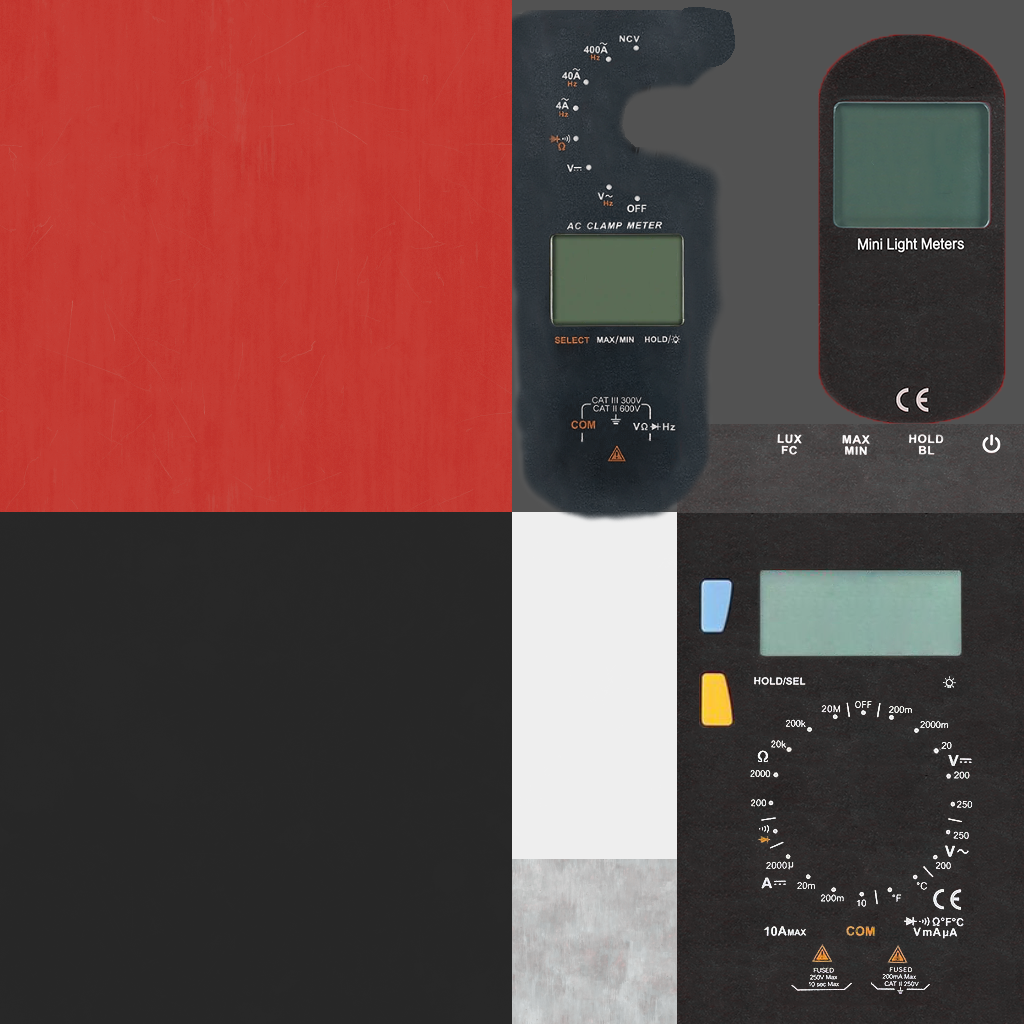 NCV
400Ã
Hz
40Ã
Hz
4Ã
Hz
Ω
V⎓
V~
Hz
OFF
AC CLAMP METER
SELECT MAX/MIN HOLD/
CAT III 300V
CAT II 600V
COM
VΩ Hz
Mini Light Meters
CE
LUX
FC
MAX
MIN
HOLD
BL
HOLD/SEL
OFF
20M
200m
200k
2000m
20k
20
Ω
V⎓
2000
200
200
250
250
V~
2000µ
200
A⎓
20m
°C
200m
10
°F
CE
Ω°F°C
10AMAX
COM
VmAµA
FUSED
250V Max
10 sec Max
FUSED
200mA Max
CAT II 250V